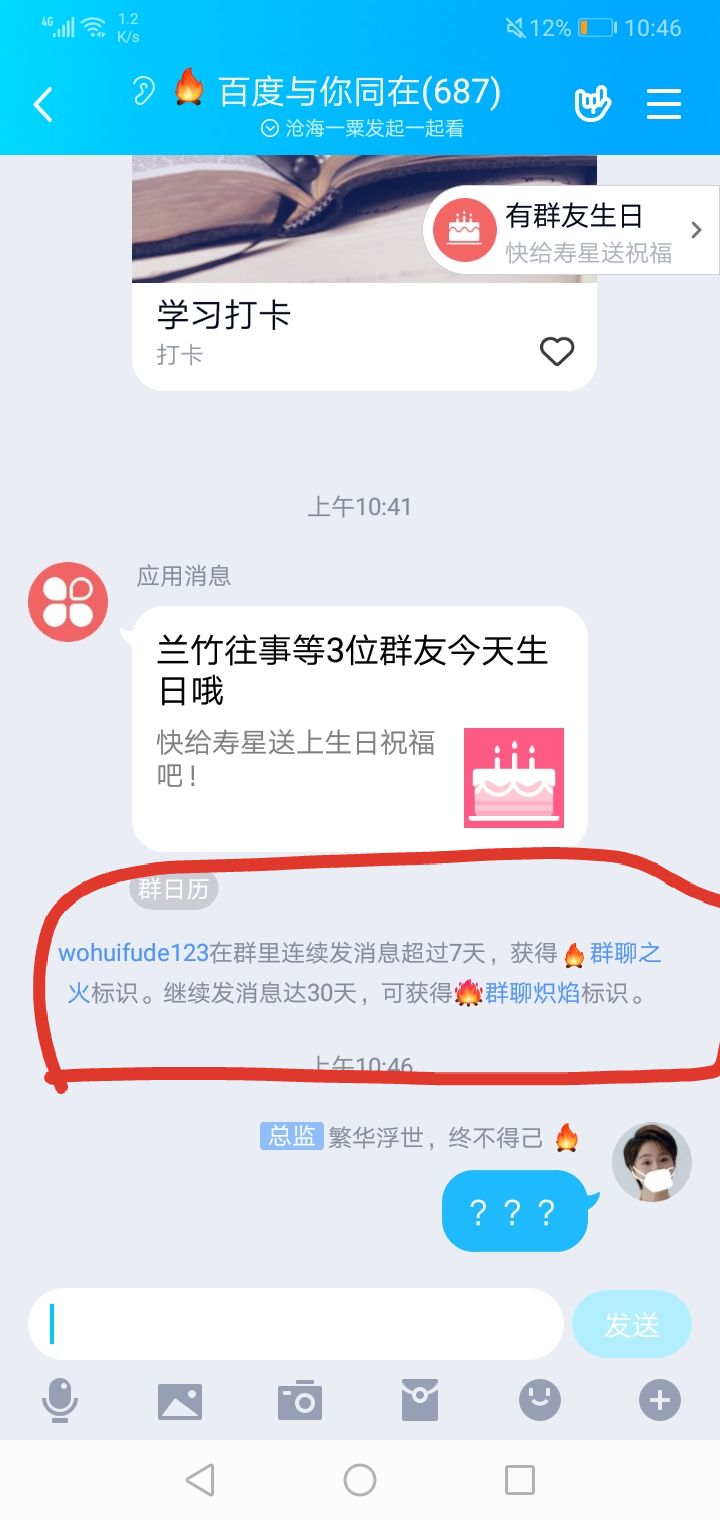 4G 1.2 K/s 12% 10:46
百度与你同在(687)
沧海一粟发起一起看
有群友生日
快给寿星送祝福
学习打卡
打卡
上午10:41
应用消息
兰竹往事等3位群友今天生
日哦
快给寿星送上生日祝福
吧！
群日历
wohuifude123在群里连续发消息超过7天，获得🔥群聊之
火标识。继续发消息达30天，可获得🔥群聊炽焰标识。
上午10:46
总监 繁华浮世，终不得己🔥
？？？
发送